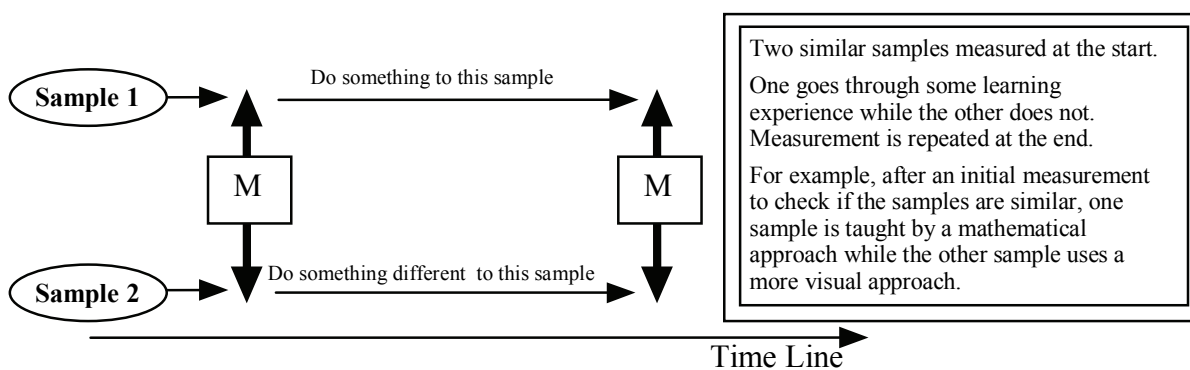 Sample 1
Do something to this sample
M
M
Sample 2
Do something different to this sample
Time Line
Two similar samples measured at the start.
One goes through some learning
experience while the other does not.
Measurement is repeated at the end.
For example, after an initial measurement
to check if the samples are similar, one
sample is taught by a mathematical
approach while the other sample uses a
more visual approach.